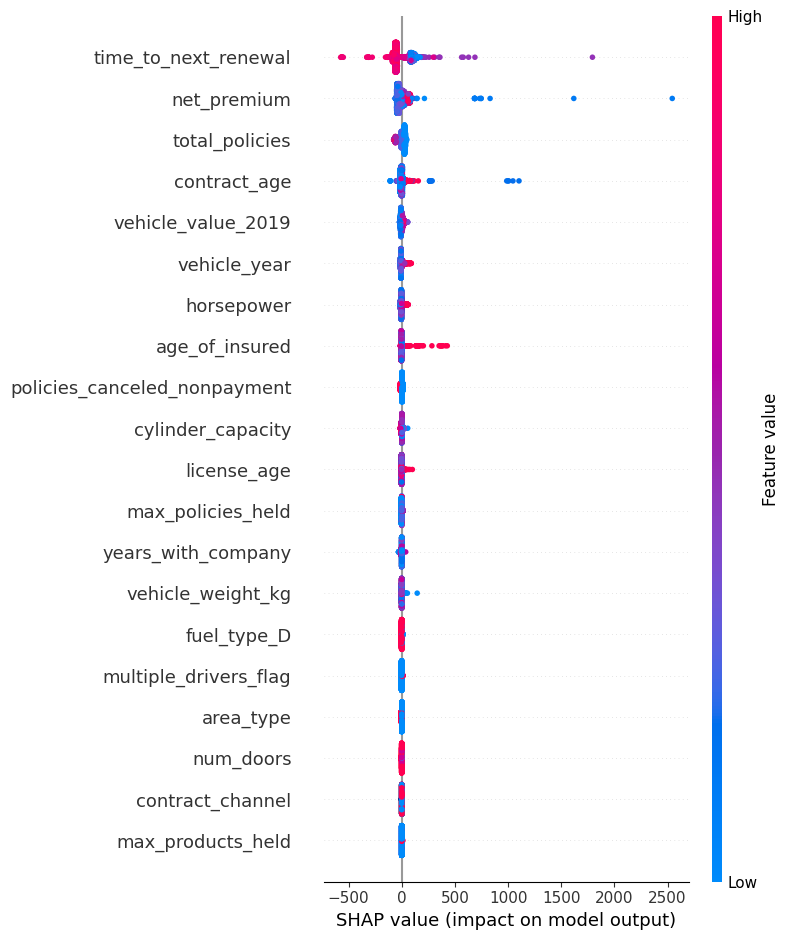 High
time_to_next_renewal
net_premium
total_policies
contract_age
vehicle_value_2019
vehicle_year
horsepower
age_of_insured
policies_canceled_nonpayment
cylinder_capacity
license_age
max_policies_held
years_with_company
vehicle_weight_kg
fuel_type_D
multiple_drivers_flag
area_type
num_doors
contract_channel
max_products_held
Feature value
Low
−500 0 500 1000 1500 2000 2500
SHAP value (impact on model output)